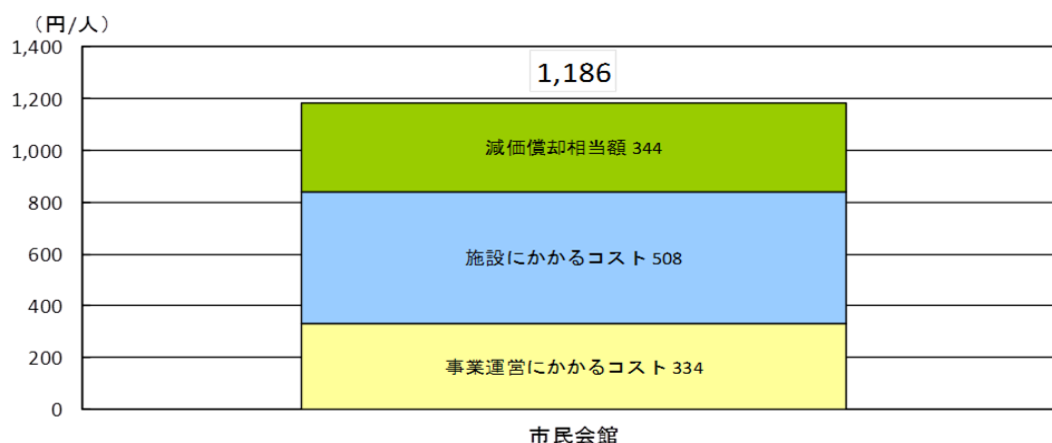 （円/人）
1,400
1,200
1,000
800
600
400
200
0
1,186
減価償却相当額 344
施設にかかるコスト 508
事業運営にかかるコスト 334
市民会館